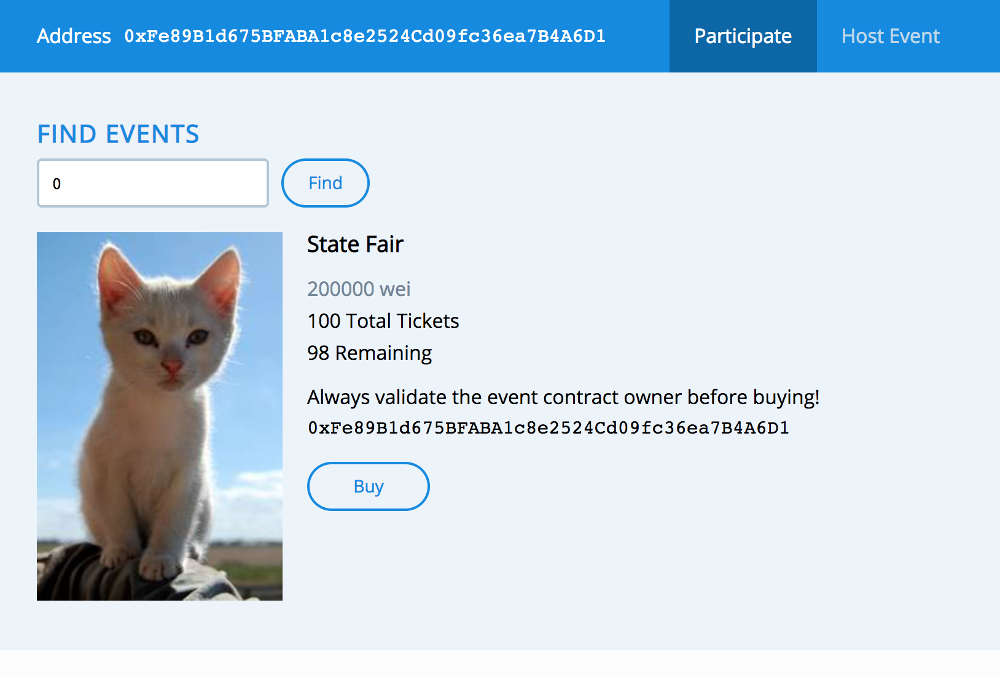 Address 0xFe89B1d675BFABA1c8e2524Cd09fc36ea7B4A6D1 Participate Host Event
FIND EVENTS
0 Find
State Fair
200000 wei
100 Total Tickets
98 Remaining
Always validate the event contract owner before buying!
0xFe89B1d675BFABA1c8e2524Cd09fc36ea7B4A6D1
Buy